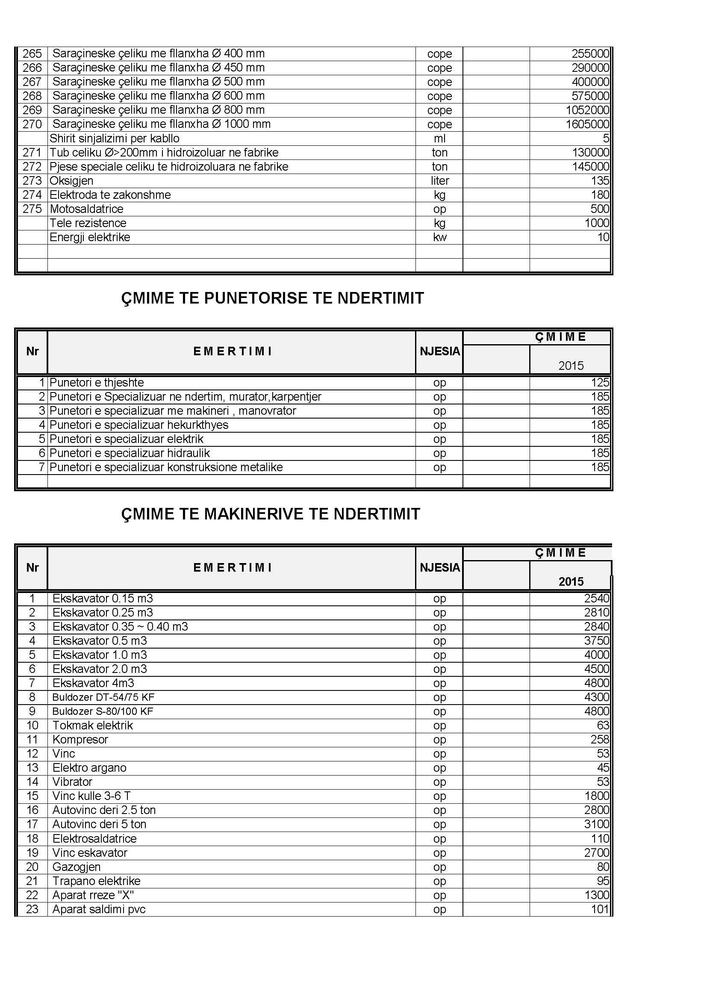 265 Saraçineske çeliku me fllanxha Ø 400 mm cope 255000
266 Saraçineske çeliku me fllanxha Ø 450 mm cope 290000
267 Saraçineske çeliku me fllanxha Ø 500 mm cope 400000
268 Saraçineske çeliku me fllanxha Ø 600 mm cope 575000
269 Saraçineske çeliku me fllanxha Ø 800 mm cope 1052000
270 Saraçineske çeliku me fllanxha Ø 1000 mm cope 1605000
Shirit sinjalizimi per kabllo ml 5
271 Tub celiku Ø>200mm i hidroizoluar ne fabrike ton 130000
272 Pjese speciale celiku te hidroizoluara ne fabrike ton 145000
273 Oksigjen liter 135
274 Elektroda te zakonshme kg 180
275 Motosaldatrice op 500
Tele rezistence kg 1000
Energji elektrike kw 10
ÇMIME TE PUNETORISE TE NDERTIMIT
Ç M I M E
Nr E M E R T I M I NJESIA
2015
1 Punetori e thjeshte op 125
2 Punetori e Specializuar ne ndertim, murator,karpentjer op 185
3 Punetori e specializuar me makineri , manovrator op 185
4 Punetori e specializuar hekurkthyes op 185
5 Punetori e specializuar elektrik op 185
6 Punetori e specializuar hidraulik op 185
7 Punetori e specializuar konstruksione metalike op 185
ÇMIME TE MAKINERIVE TE NDERTIMIT
Ç M I M E
Nr E M E R T I M I NJESIA
2015
1 Ekskavator 0.15 m3 op 2540
2 Ekskavator 0.25 m3 op 2810
3 Ekskavator 0.35 ~ 0.40 m3 op 2840
4 Ekskavator 0.5 m3 op 3750
5 Ekskavator 1.0 m3 op 4000
6 Ekskavator 2.0 m3 op 4500
7 Ekskavator 4m3 op 4800
8 Buldozer DT-54/75 KF op 4300
9 Buldozer S-80/100 KF op 4800
10 Tokmak elektrik op 63
11 Kompresor op 258
12 Vinc op 53
13 Elektro argano op 45
14 Vibrator op 53
15 Vinc kulle 3-6 T op 1800
16 Autovinc deri 2.5 ton op 2800
17 Autovinc deri 5 ton op 3100
18 Elektrosaldatrice op 110
19 Vinc eskavator op 2700
20 Gazogjen op 80
21 Trapano elektrike op 95
22 Aparat rreze "X" op 1300
23 Aparat saldimi pvc op 101